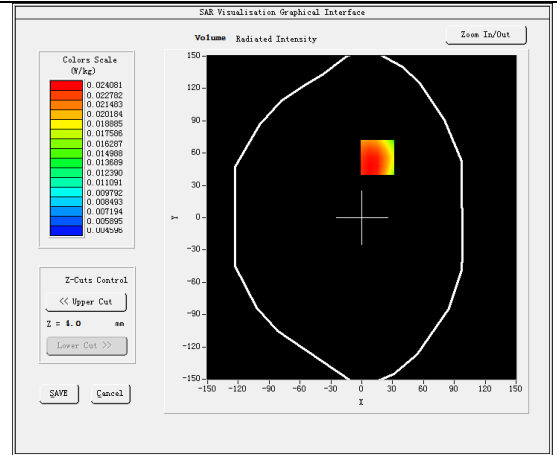 SAR Visualisation Graphical Interface
Volume Radiated Intensity
Zoom In/Out
Colors Scale
(W/kg)
0.024081
0.022782
0.021483
0.020184
0.018885
0.017586
0.016287
0.014988
0.013689
0.012390
0.011091
0.009792
0.008493
0.007194
0.005895
0.004596
150
120
90
60
30
0
-30
-60
-90
-120
-150
Y
-150 -120 -90 -60 -30 0 30 60 90 120 150
X
Z-Cuts Control
<< Upper Cut
Z = 4.0 mm
Lower Cut >>
SAVE Cancel